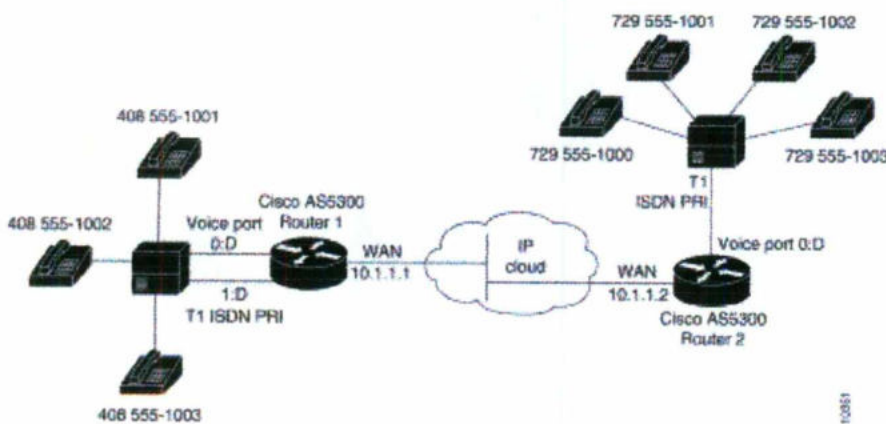 729 555-1001
729 555-1002
408 555-1001
729 555-1000
729 555-1003
T1
ISDN PRI
Cisco AS5300
Router 1
408 555-1002
Voice port
0:D
WAN
10.1.1.1
IP
cloud
Voice port 0:D
WAN
10.1.1.2
1:D
T1 ISDN PRI
Cisco AS5300
Router 2
408 555-1003
10351